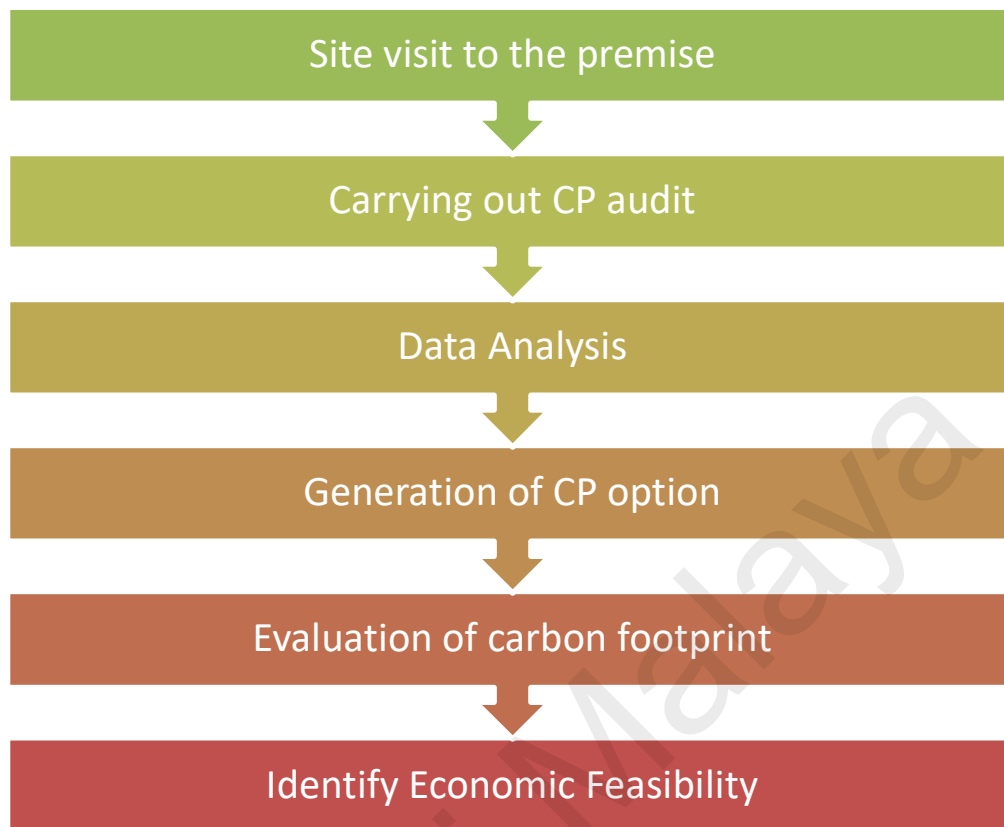 Site visit to the premise
Carrying out CP audit
Data Analysis
Generation of CP option
Evaluation of carbon footprint
Identify Economic Feasibility
Malaya